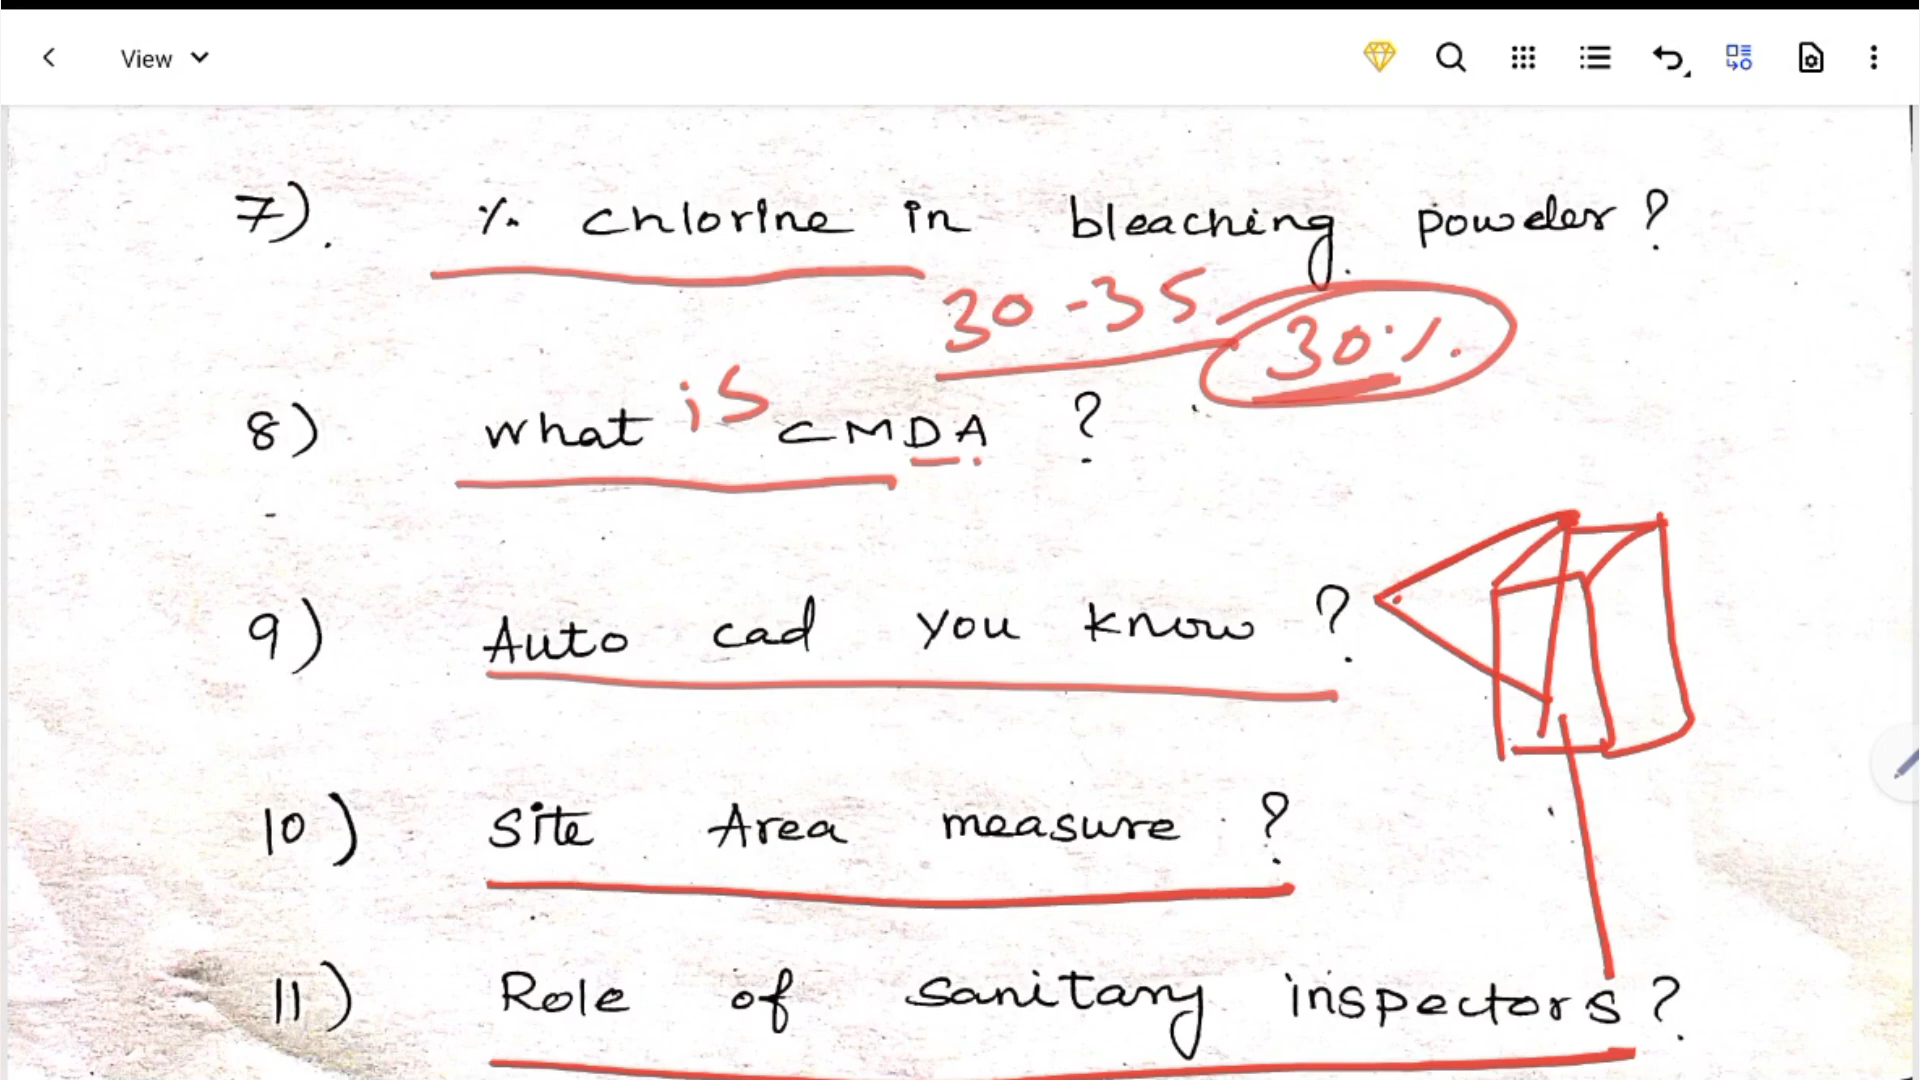 View
7). % chlorine in bleaching powder?
30-35 30%.
8) what is CMDA ?
9) Auto cad you know ?
10) Site Area measure ?
11) Role of sanitary inspectors ?